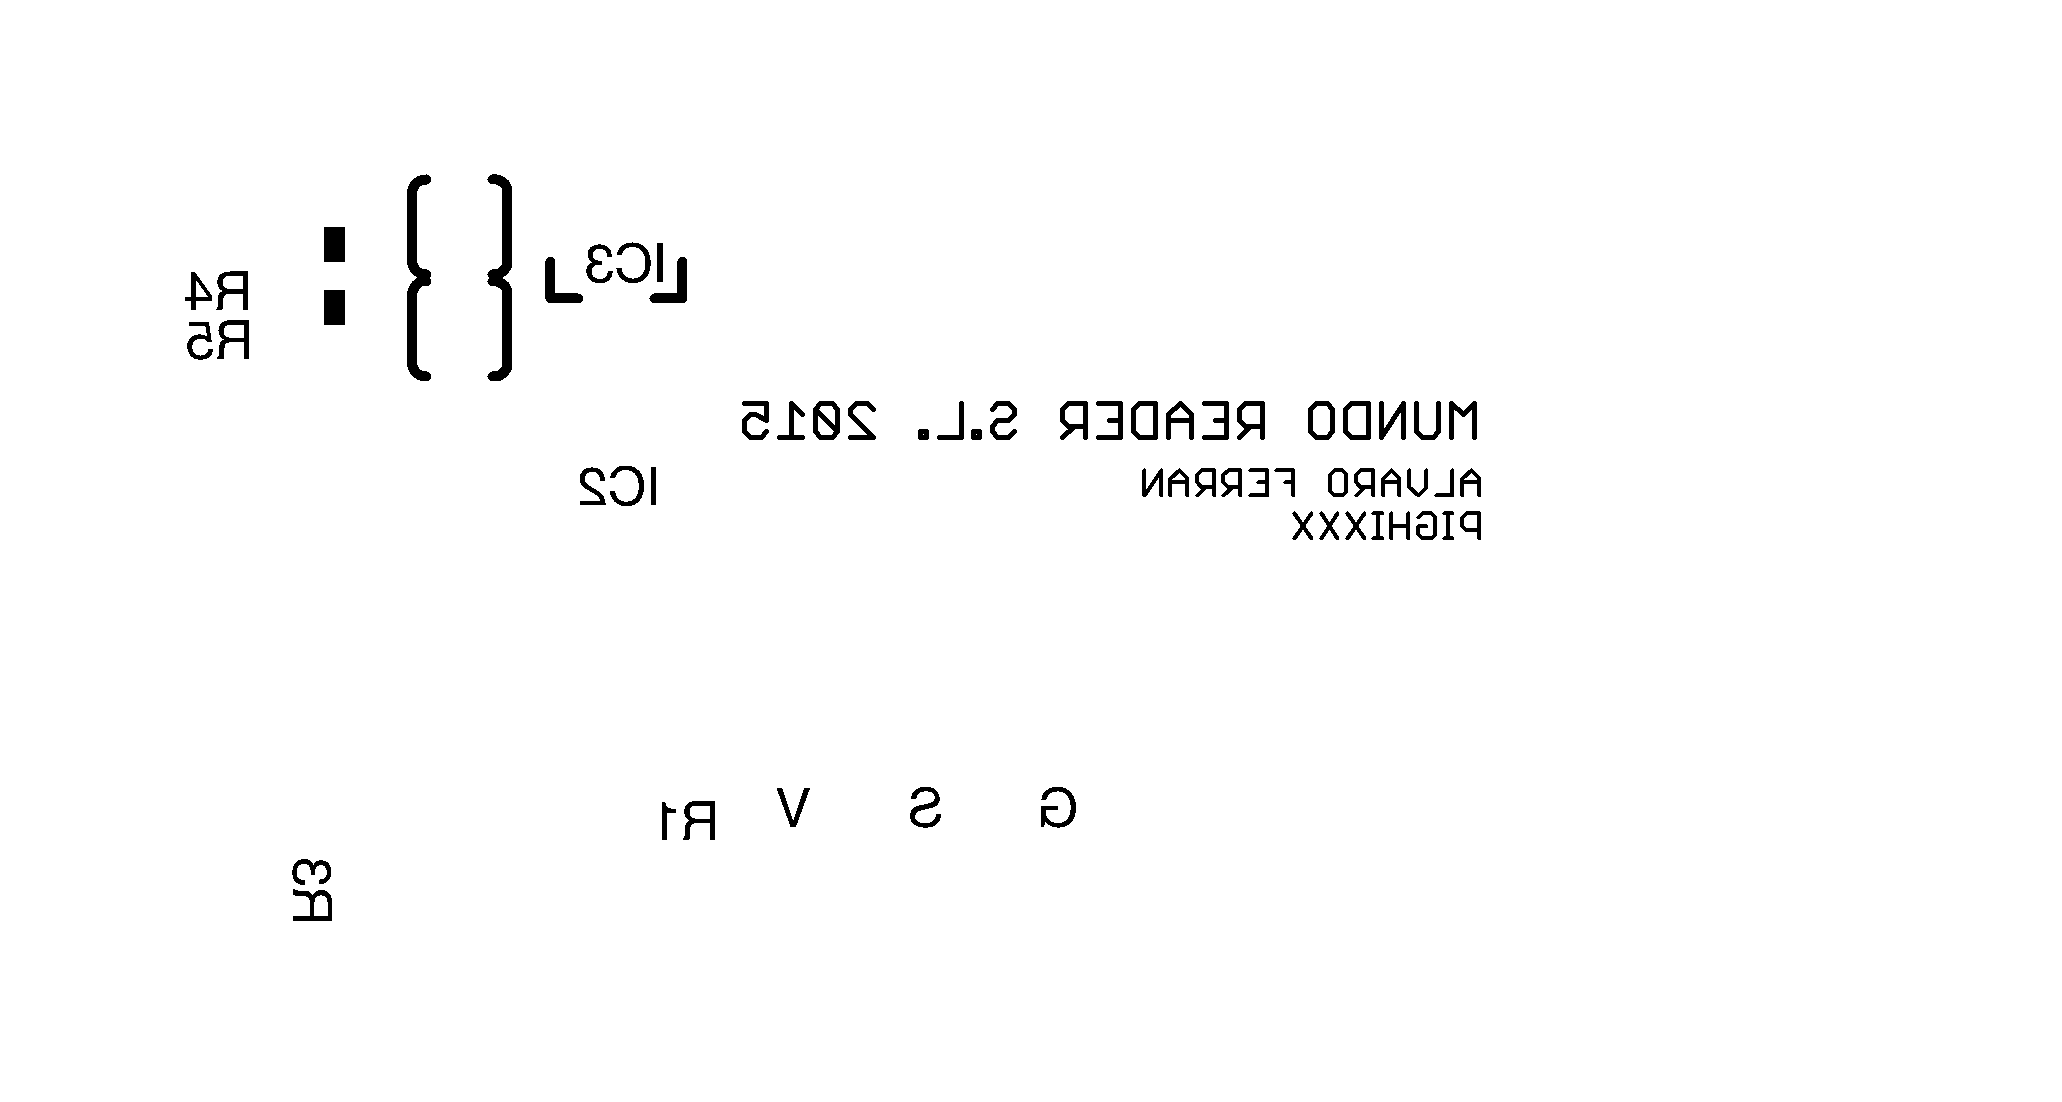 IC3
R4
R5
MUNDO READER S.L. 2015
IC2
ALVARO FERRAN
PIGHIXXX
G S V R1
R3